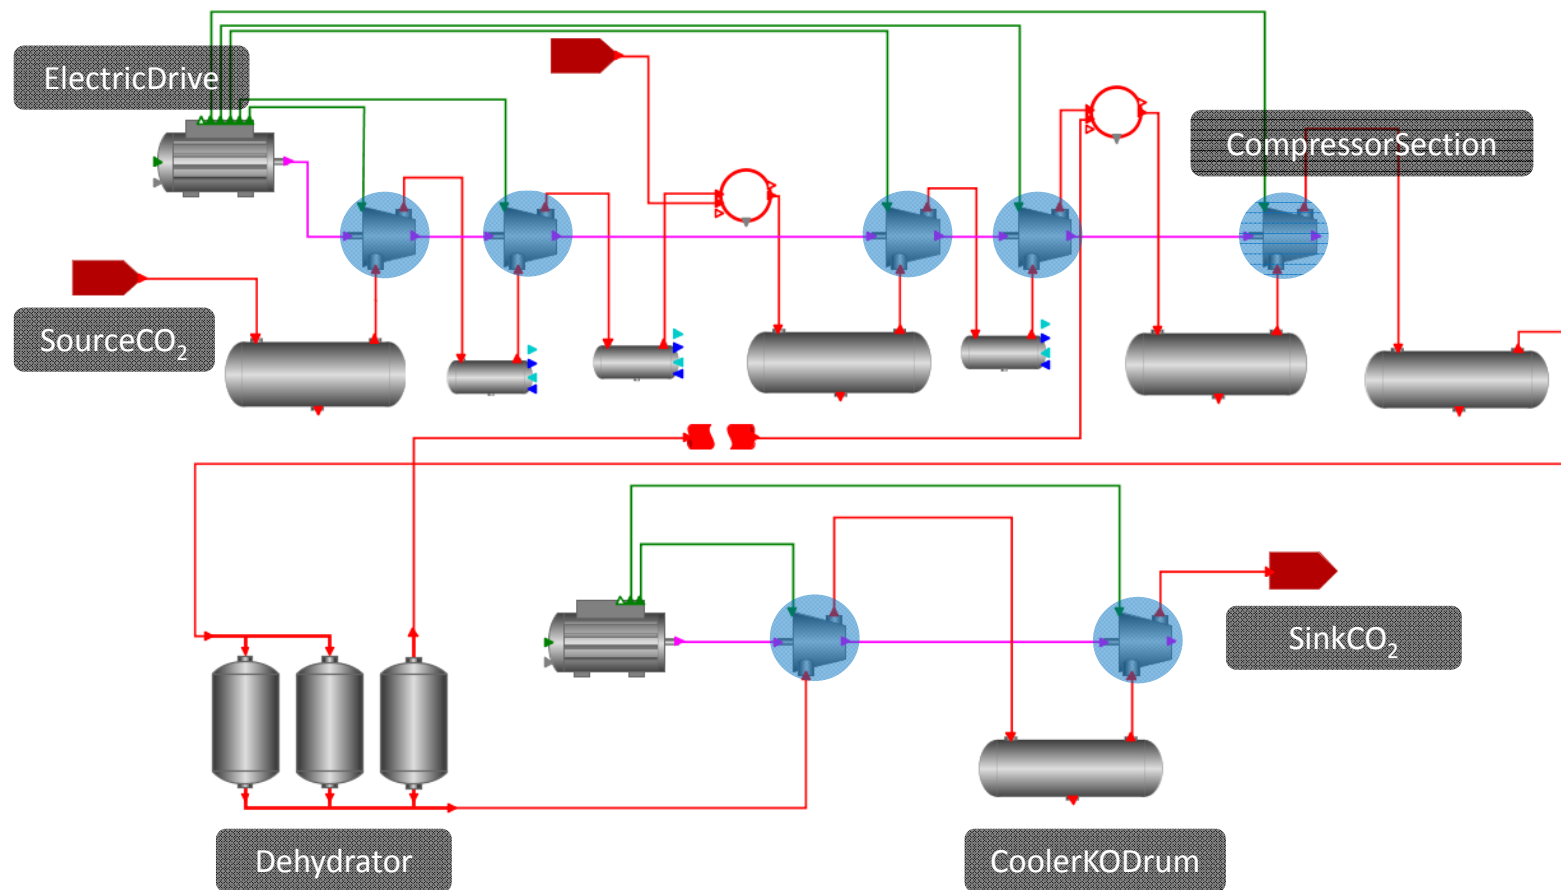 ElectricDrive
CompressorSection
SourceCO₂
SinkCO₂
Dehydrator
CoolerKODrum